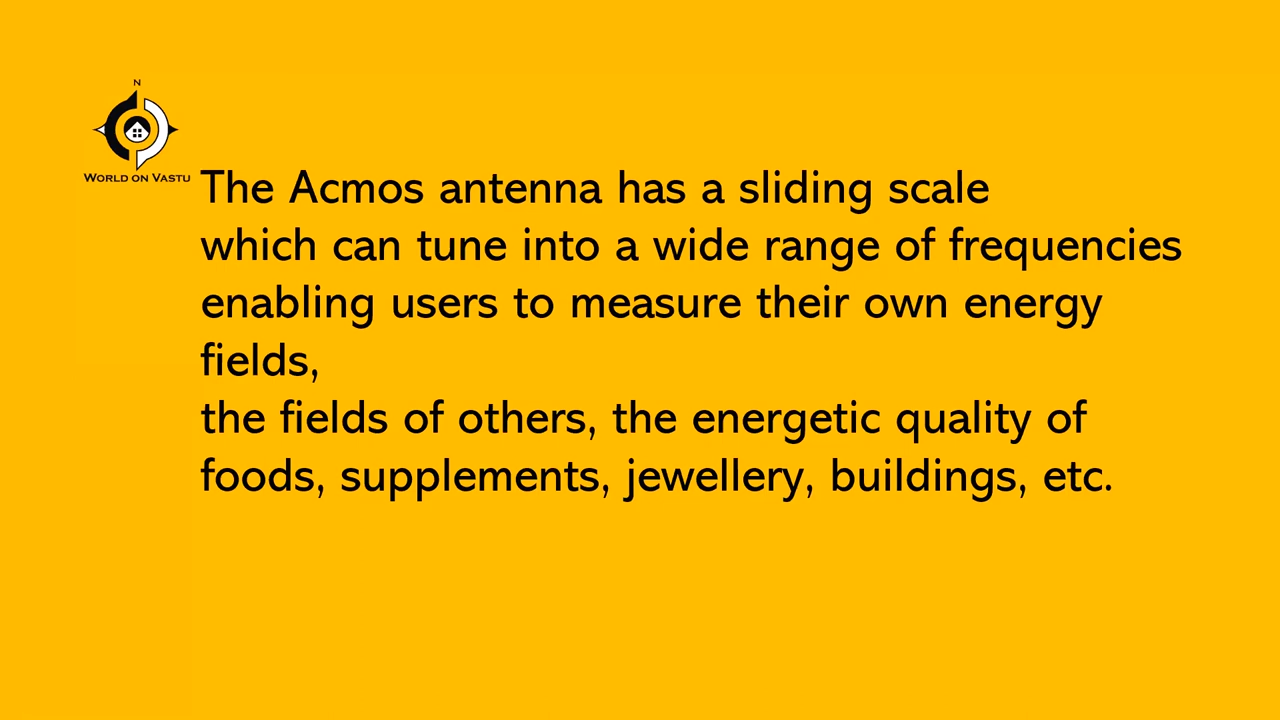 N
WORLD ON VASTU
The Acmos antenna has a sliding scale
which can tune into a wide range of frequencies
enabling users to measure their own energy
fields,
the fields of others, the energetic quality of
foods, supplements, jewellery, buildings, etc.